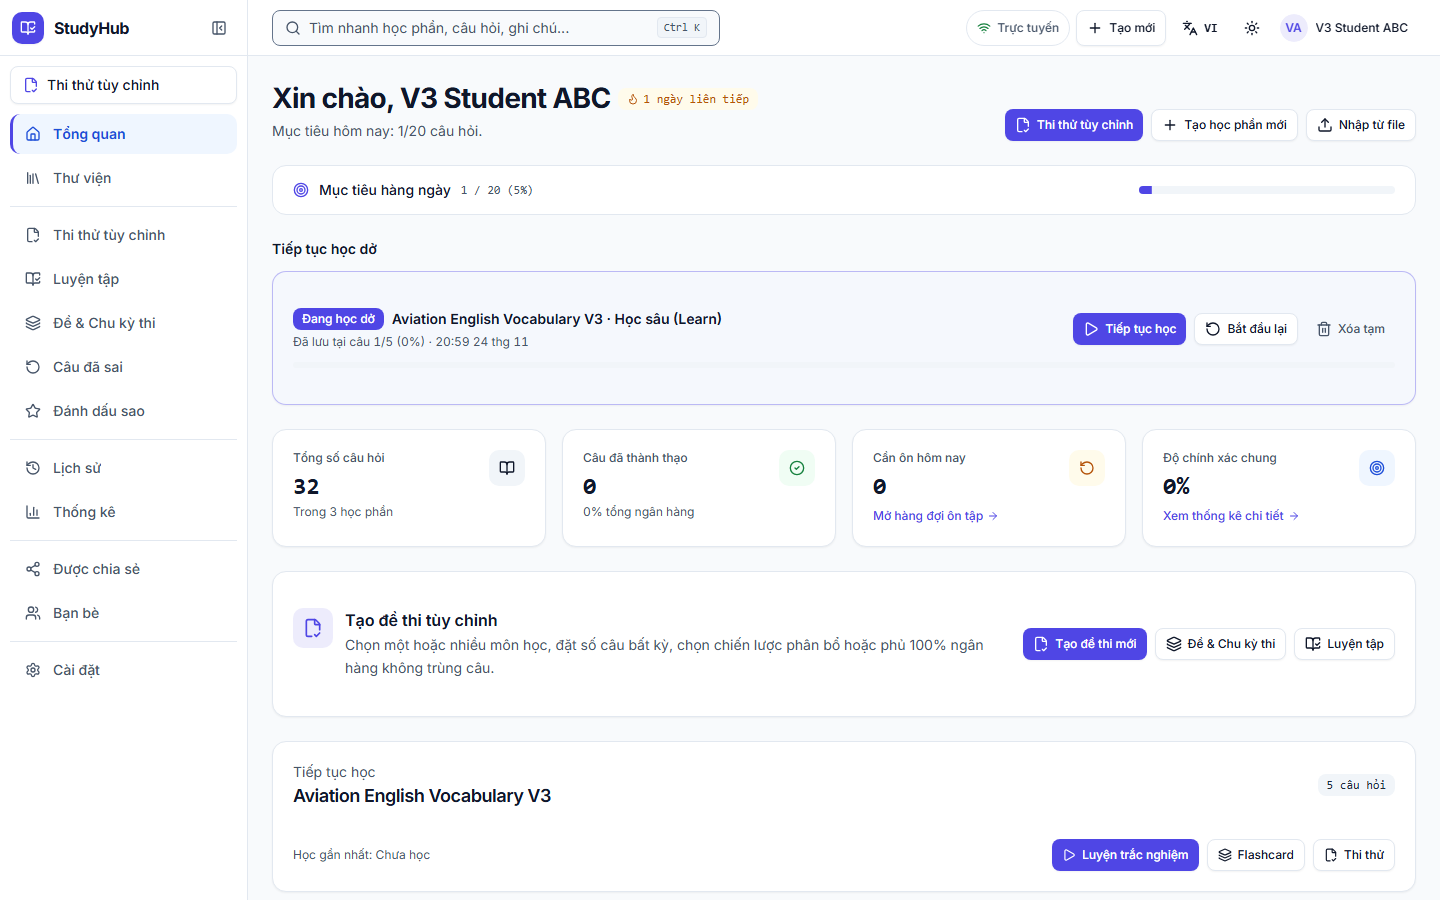 StudyHub
Tìm nhanh học phần, câu hỏi, ghi chú...
Ctrl K
Trực tuyến
Tạo mới
VI
VA
V3 Student ABC
Thi thử tùy chỉnh
Tổng quan
Thư viện
Thi thử tùy chỉnh
Luyện tập
Đề & Chu kỳ thi
Câu đã sai
Đánh dấu sao
Lịch sử
Thống kê
Được chia sẻ
Bạn bè
Cài đặt
Xin chào, V3 Student ABC
1 ngày liên tiếp
Mục tiêu hôm nay: 1/20 câu hỏi.
Thi thử tùy chỉnh
Tạo học phần mới
Nhập từ file
Mục tiêu hàng ngày 1 / 20 (5%)
Tiếp tục học dở
Đang học dở Aviation English Vocabulary V3 · Học sâu (Learn)
Đã lưu tại câu 1/5 (0%) · 20:59 24 thg 11
Tiếp tục học
Bắt đầu lại
Xóa tạm
Tổng số câu hỏi
32
Trong 3 học phần
Câu đã thành thạo
0
0% tổng ngân hàng
Cần ôn hôm nay
0
Mở hàng đợi ôn tập →
Độ chính xác chung
0%
Xem thống kê chi tiết →
Tạo đề thi tùy chỉnh
Chọn một hoặc nhiều môn học, đặt số câu bất kỳ, chọn chiến lược phân bổ hoặc phủ 100% ngân
hàng không trùng câu.
Tạo đề thi mới
Đề & Chu kỳ thi
Luyện tập
Tiếp tục học
Aviation English Vocabulary V3
5 câu hỏi
Học gần nhất: Chưa học
Luyện trắc nghiệm
Flashcard
Thi thử